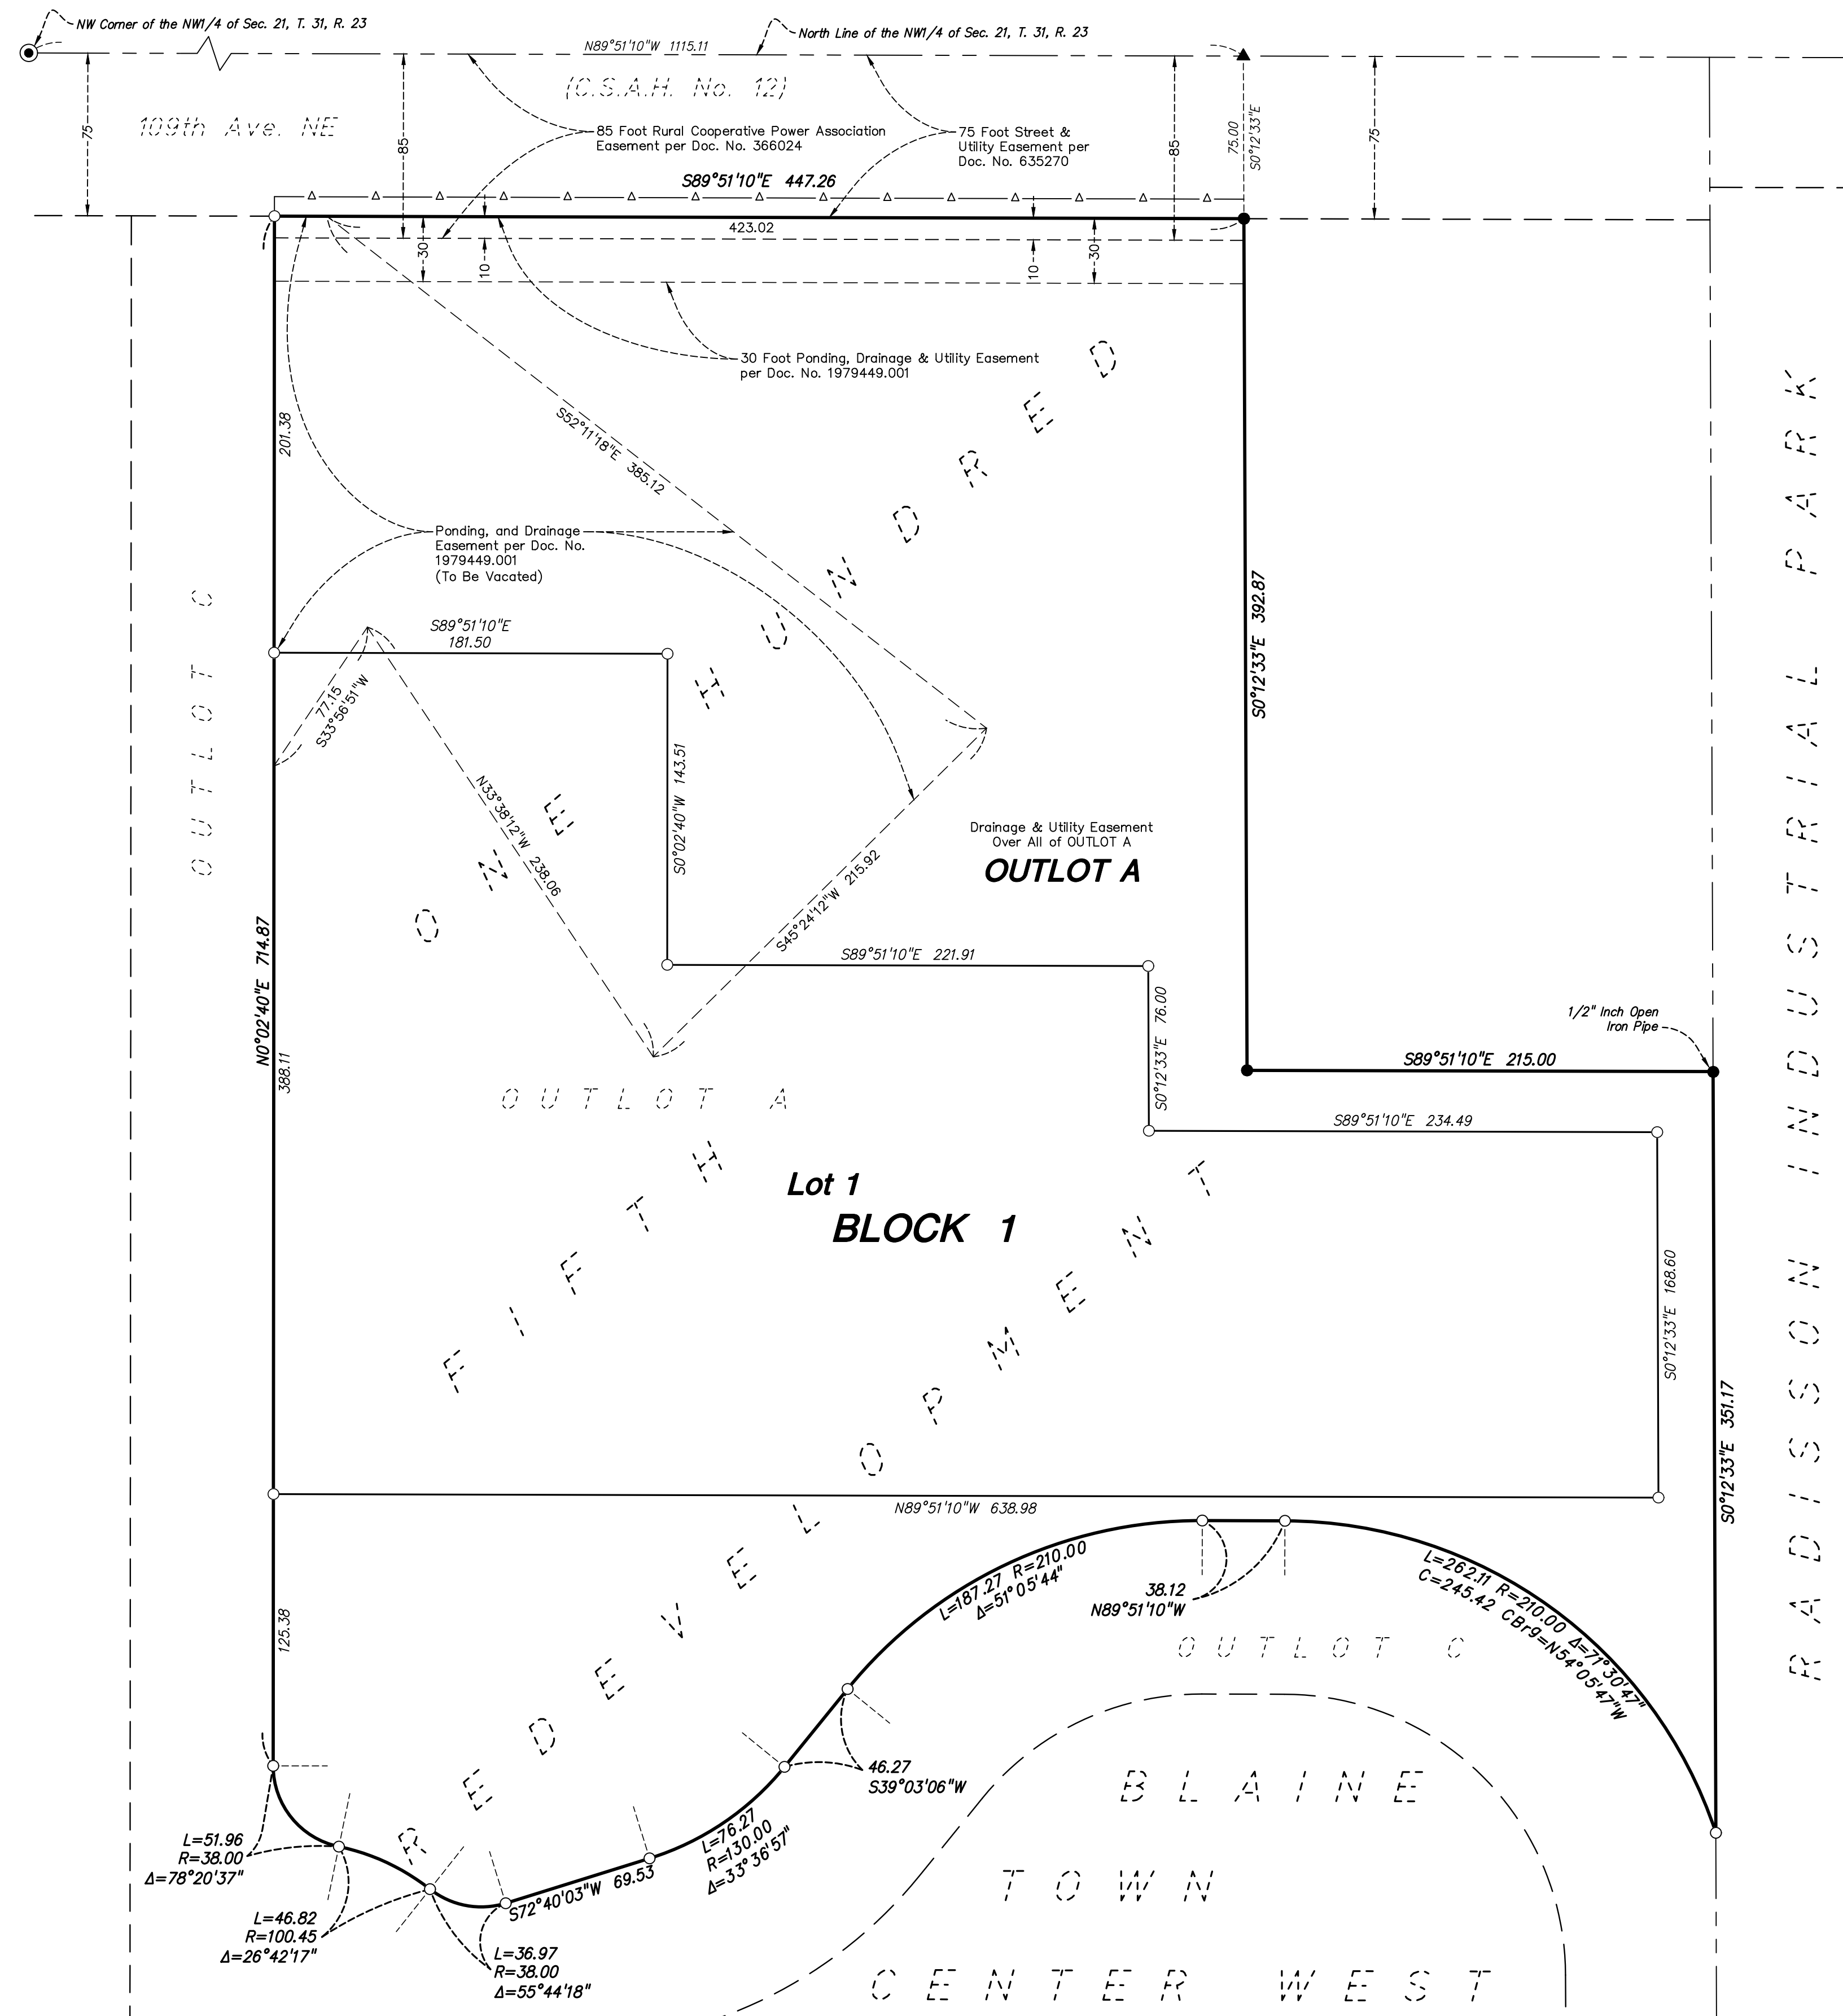 NW Corner of the NW1/4 of Sec. 21, T. 31, R. 23
N89°51'10"W 1115.11
North Line of the NW1/4 of Sec. 21, T. 31, R. 23
(C.S.A.H. No. 12)
109th Ave. NE
75
85
85 Foot Rural Cooperative Power Association
Easement per Doc. No. 366024
75 Foot Street &
Utility Easement per
Doc. No. 635270
85
75.00
S0°12'33"E
75
S89°51'10"E 447.26
423.02
30
10
10
30
30 Foot Ponding, Drainage & Utility Easement
per Doc. No. 1979449.001
201.38
S52°11'18"E 385.12
Ponding, and Drainage
Easement per Doc. No.
1979449.001
(To Be Vacated)
S89°51'10"E
181.50
77.15
S33°56'51"W
N33°38'12"W 238.06
S0°02'40"W 143.51
S45°24'12"W 215.92
S0°12'33"E 392.87
Drainage & Utility Easement
Over All of OUTLOT A
OUTLOT A
OUTLOT C
ONE HUNDRED
N0°02'40"E 714.87
388.11
S89°51'10"E 221.91
S0°12'33"E 76.00
1/2" Inch Open
Iron Pipe
S89°51'10"E 215.00
S89°51'10"E 234.49
OUTLOT A
FIFTH
Lot 1
BLOCK 1
REDEVELOPMENT
S0°12'33"E 168.60
S0°12'33"E 351.17
RADISSON INDUSTRIAL PARK
N89°51'10"W 638.98
125.38
L=187.27 R=210.00
Δ=51°05'44"
38.12
N89°51'10"W
L=262.11 R=210.00 Δ=71°30'47"
C=245.42 CBrg=N54°05'47"W
OUTLOT C
46.27
S39°03'06"W
L=76.27
R=130.00
Δ=33°36'57"
S72°40'03"W 69.53
L=51.96
R=38.00
Δ=78°20'37"
L=46.82
R=100.45
Δ=26°42'17"
L=36.97
R=38.00
Δ=55°44'18"
BLAINE
TOWN
CENTER WEST